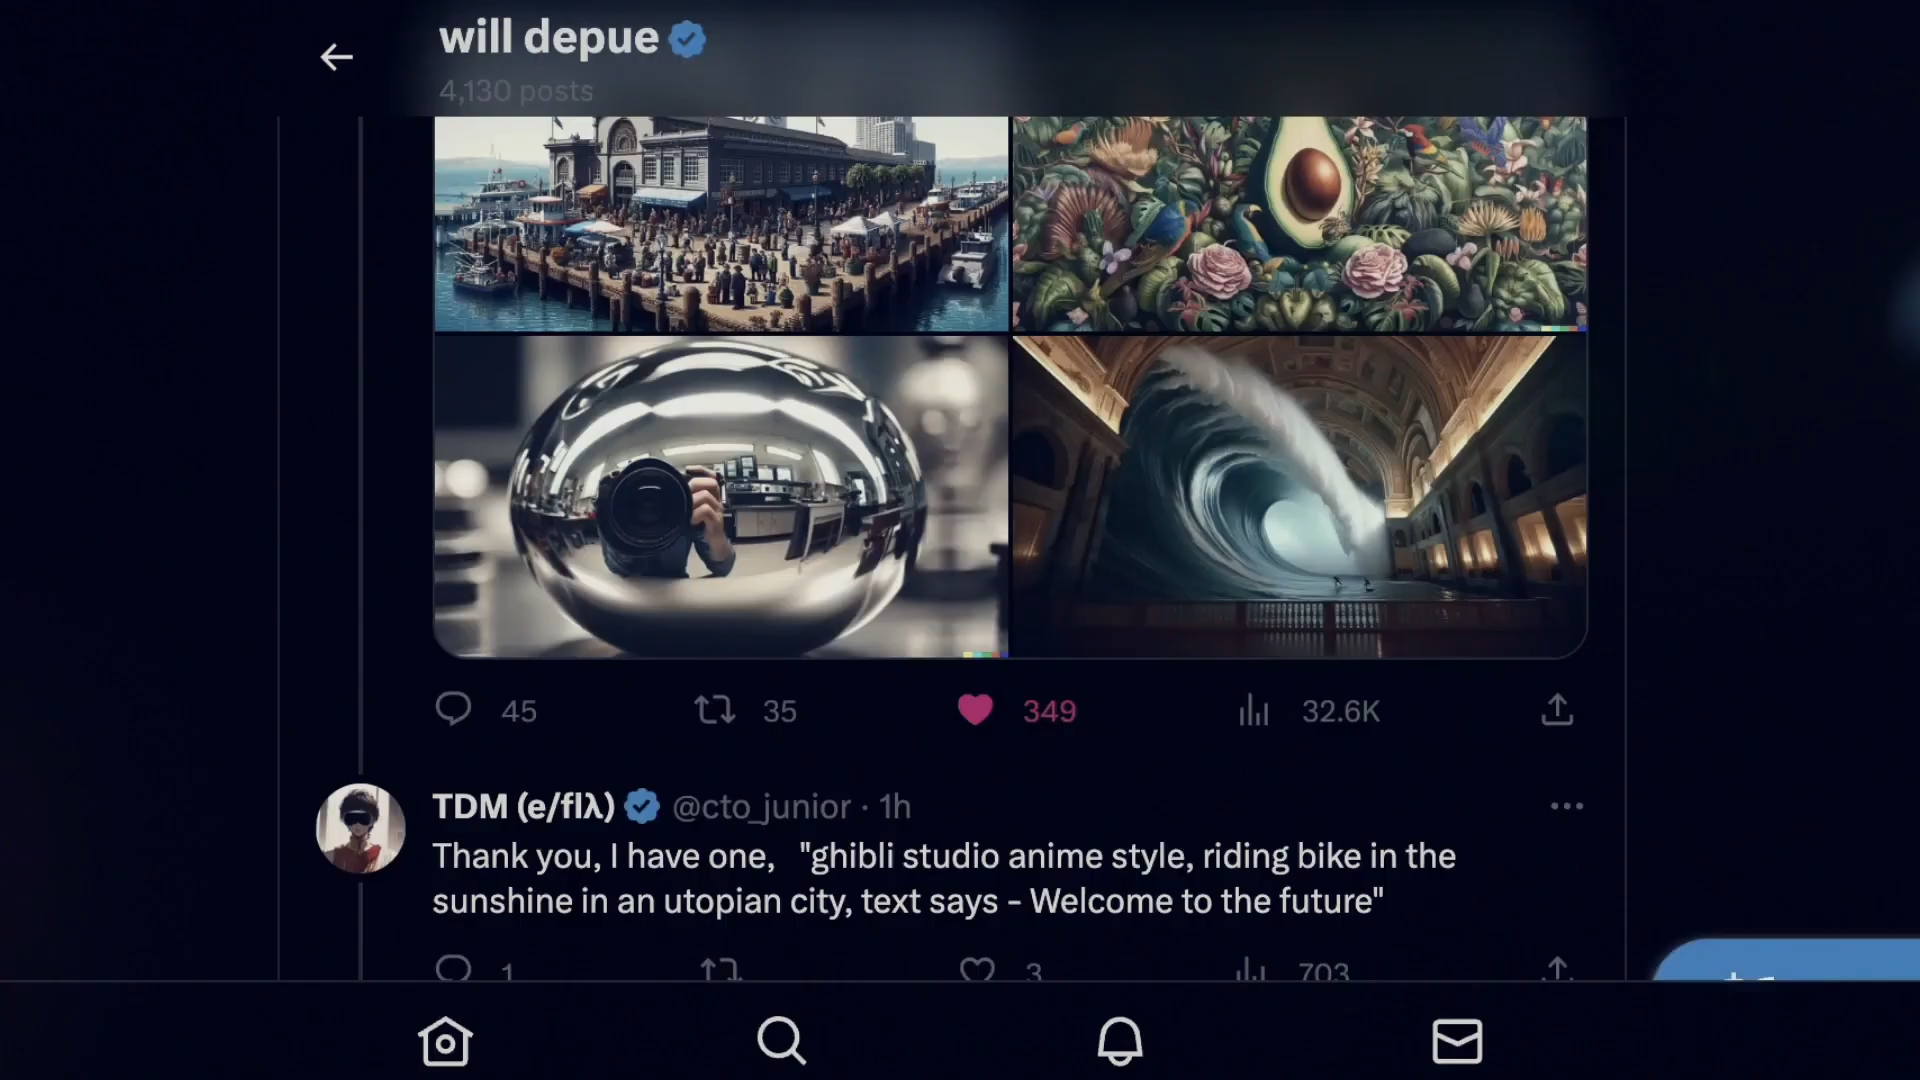 will depue
4,130 posts
45 35 349 32.6K
TDM (e/flλ) @cto_junior · 1h
Thank you, I have one, "ghibli studio anime style, riding bike in the
sunshine in an utopian city, text says - Welcome to the future"
1 3 703